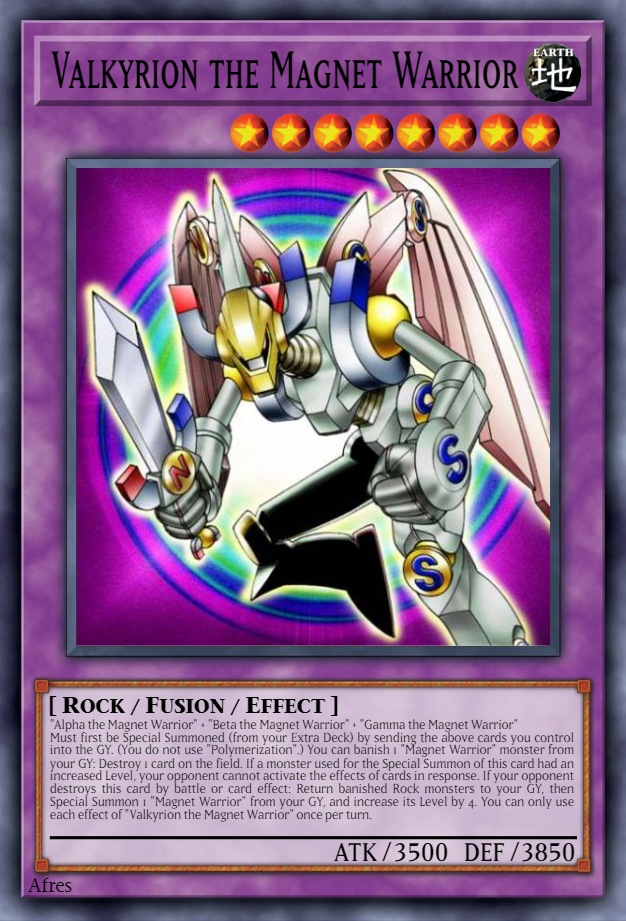 VALKYRION THE MAGNET WARRIOR
EARTH
地
N
S
S
C
S
N
S
[ ROCK / FUSION / EFFECT ]
"Alpha the Magnet Warrior" + "Beta the Magnet Warrior" + "Gamma the Magnet Warrior"
Must first be Special Summoned (from your Extra Deck) by sending the above cards you control
into the GY. (You do not use "Polymerization".) You can banish 1 "Magnet Warrior" monster from
your GY: Destroy 1 card on the field. If a monster used for the Special Summon of this card had an
increased Level, your opponent cannot activate the effects of cards in response. If your opponent
destroys this card by battle or card effect: Return banished Rock monsters to your GY, then
Special Summon 1 "Magnet Warrior" from your GY, and increase its Level by 4. You can only use
each effect of "Valkyrion the Magnet Warrior" once per turn.
ATK/3500 DEF/3850
Afres